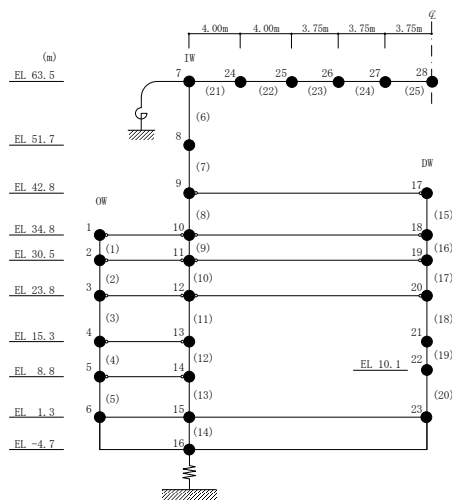 ℄
4.00m 4.00m 3.75m 3.75m 3.75m
(m) IW
EL 63.5 7 24 25 26 27 28
(21) (22) (23) (24) (25)
(6)
EL 51.7 8
(7)
DW
EL 42.8 9 17
OW (8) (15)
EL 34.8 1 10 18
(1) (9) (16)
EL 30.5 2 11 19
(2) (10) (17)
EL 23.8 3 12 20
(3) (11) (18)
EL 15.3 4 13 21
(4) (12) (19)
EL 10.1 22
EL 8.8 5 14
(5) (13) (20)
EL 1.3 6 15 23
(14)
EL -4.7 16